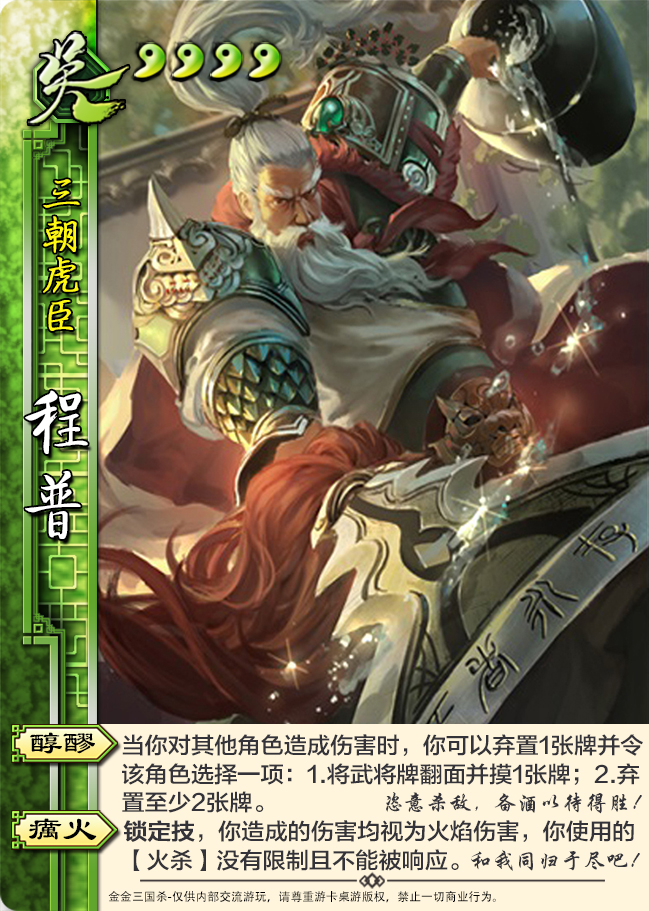 吴
三朝虎臣
程普
醇醪
当你对其他角色造成伤害时，你可以弃置1张牌并令
该角色选择一项：1.将武将牌翻面并摸1张牌；2.弃
置至少2张牌。 恣意杀敌，备酒以待得胜！
疠火
锁定技，你造成的伤害均视为火焰伤害，你使用的
【火杀】没有限制且不能被响应。和我同归于尽吧！
金金三国杀-仅供内部交流游玩，请尊重游卡桌游版权，禁止一切商业行为。